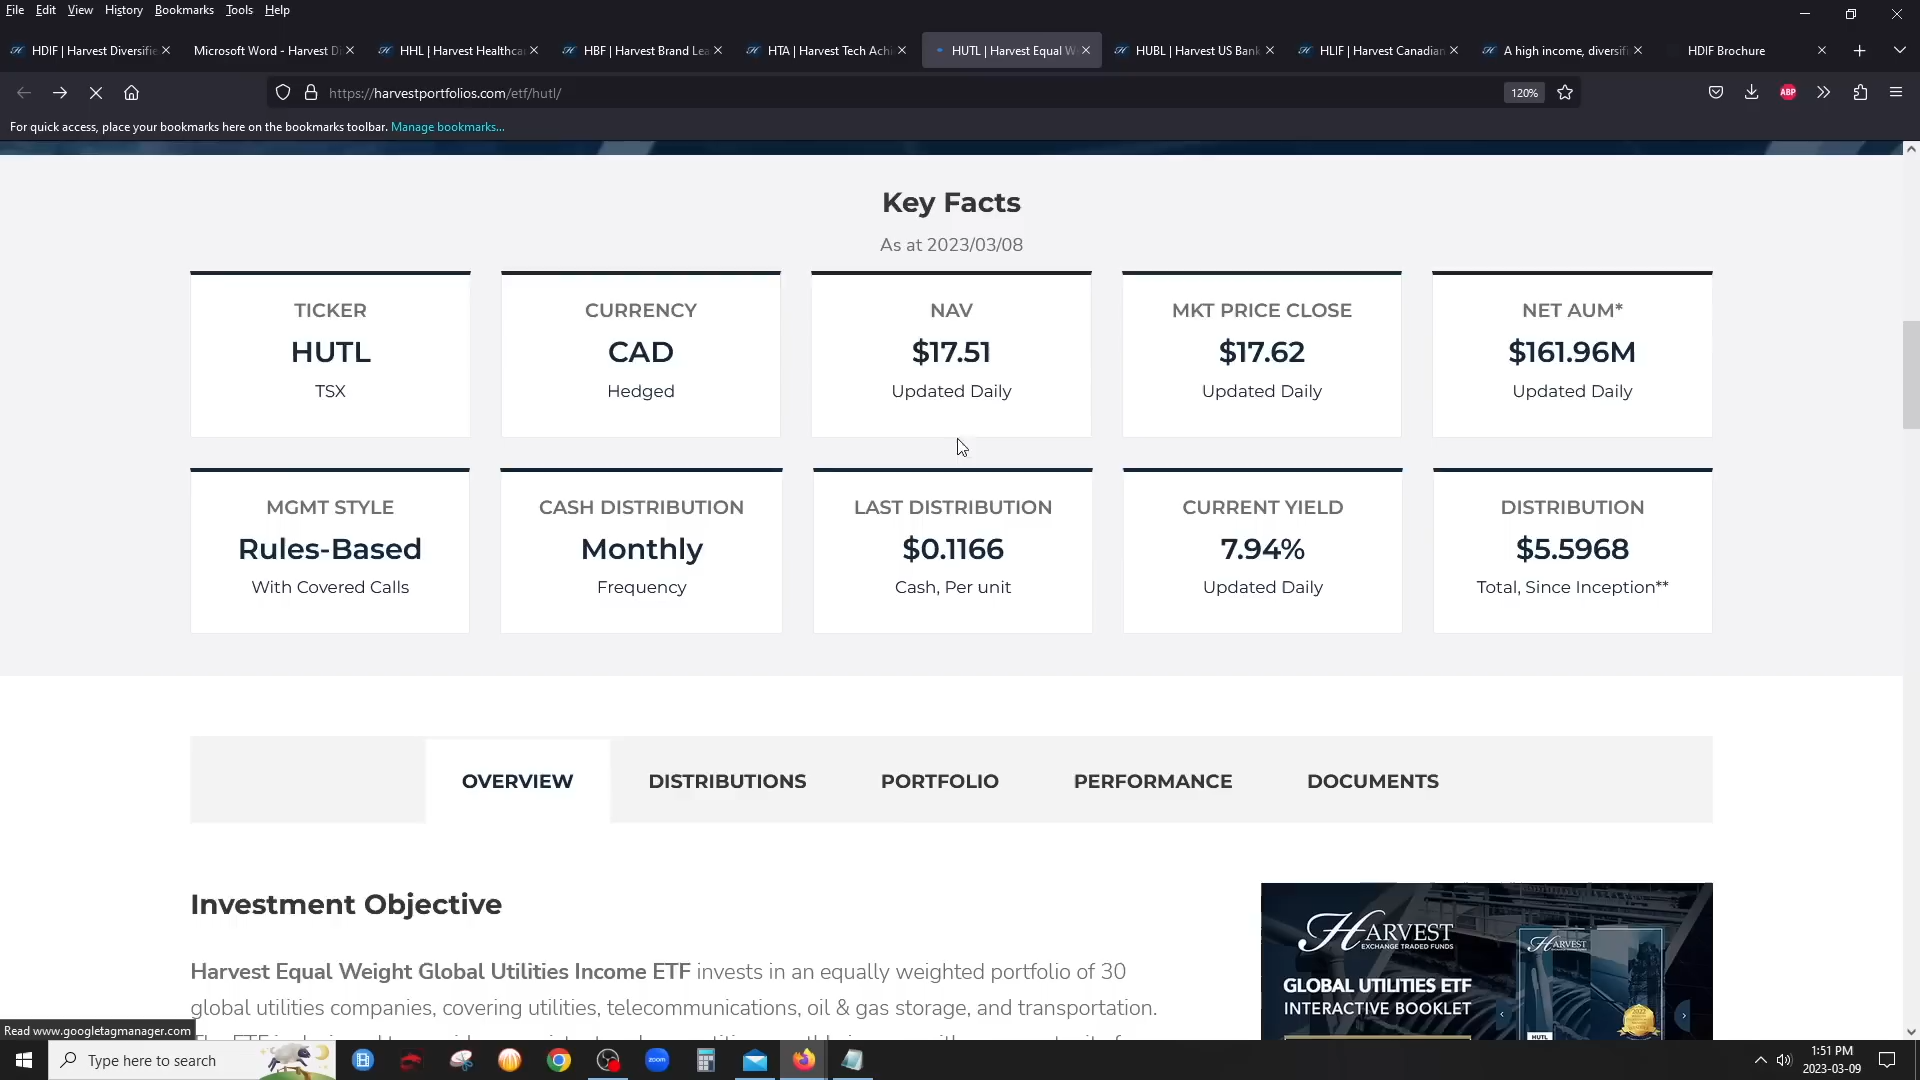 File Edit View History Bookmarks Tools Help
HDIF | Harvest Diversifie
Microsoft Word - Harvest D
HHL | Harvest Healthcar
HBF | Harvest Brand Lea
HTA | Harvest Tech Achi
HUTL | Harvest Equal W
HUBL | Harvest US Bank
HLIF | Harvest Canadian
A high income, diversifi
HDIF Brochure
https://harvestportfolios.com/etf/hutl/
120%
ABP
For quick access, place your bookmarks here on the bookmarks toolbar. Manage bookmarks...
Key Facts
As at 2023/03/08
TICKER
HUTL
TSX
CURRENCY
CAD
Hedged
NAV
$17.51
Updated Daily
MKT PRICE CLOSE
$17.62
Updated Daily
NET AUM*
$161.96M
Updated Daily
MGMT STYLE
Rules-Based
With Covered Calls
CASH DISTRIBUTION
Monthly
Frequency
LAST DISTRIBUTION
$0.1166
Cash, Per unit
CURRENT YIELD
7.94%
Updated Daily
DISTRIBUTION
$5.5968
Total, Since Inception**
OVERVIEW DISTRIBUTIONS PORTFOLIO PERFORMANCE DOCUMENTS
Investment Objective
Harvest Equal Weight Global Utilities Income ETF invests in an equally weighted portfolio of 30
global utilities companies, covering utilities, telecommunications, oil & gas storage, and transportation.
HARVEST
EXCHANGE TRADED FUNDS
GLOBAL UTILITIES ETF
INTERACTIVE BOOKLET
HARVEST
HUTL
Read www.googletagmanager.com
Type here to search
zoom
1:51 PM
2023-03-09